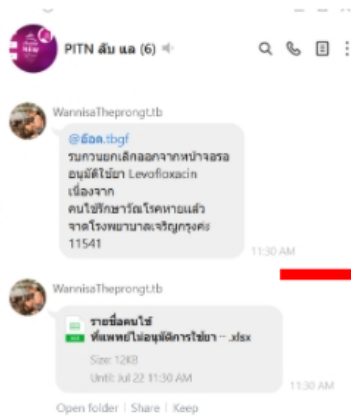 PITN ลับ แล (6)
WannisaTheprongt.tb
@อ๊อด.tbgf
รบกวนยกเลิกออกจากหน้าจอรอ
อนุมัติใช้ยา Levofloxacin
เนื่องจาก
คนไข้รักษาวัณโรคหายแล้ว
จากโรงพยาบาลเจริญกรุงค่ะ
11541
11:30 AM
WannisaTheprongt.tb
รายชื่อคนไข้
ที่แพทย์ไม่อนุมัติการใช้ยา ··· .xlsx
Size: 12KB
Until: Jul 22 11:30 AM
11:30 AM
Open folder | Share | Keep